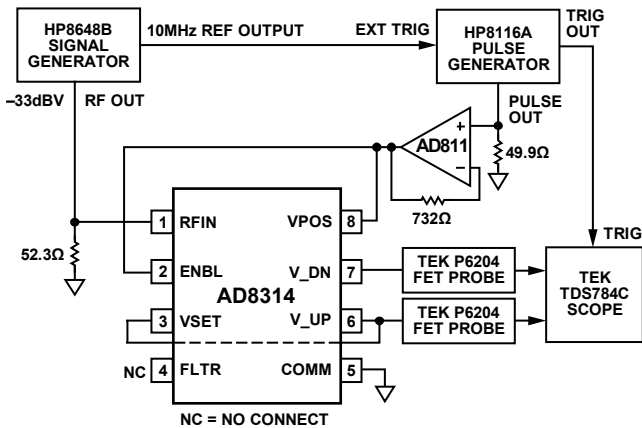 HP8648B
SIGNAL
GENERATOR
10MHz REF OUTPUT
EXT TRIG
HP8116A
PULSE
GENERATOR
TRIG
OUT
–33dBV
RF OUT
PULSE
OUT
+
AD811
–
49.9Ω
732Ω
52.3Ω
1 RFIN
VPOS 8
2 ENBL
V_DN 7
AD8314
3 VSET
V_UP 6
NC 4 FLTR
COMM 5
TEK P6204
FET PROBE
TEK P6204
FET PROBE
TRIG
TEK
TDS784C
SCOPE
NC = NO CONNECT